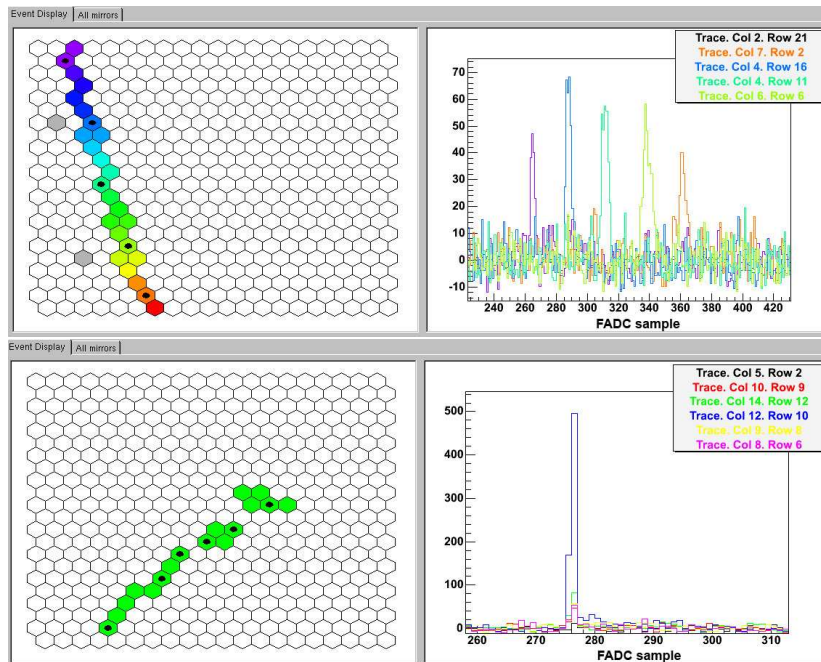 Event Display All mirrors
Trace. Col 2. Row 21
Trace. Col 7. Row 2
Trace. Col 4. Row 16
Trace. Col 4. Row 11
Trace. Col 6. Row 6
70
60
50
40
30
20
10
0
-10
240 260 280 300 320 340 360 380 400 420
FADC sample
Event Display All mirrors
Trace. Col 5. Row 2
Trace. Col 10. Row 9
Trace. Col 14. Row 12
Trace. Col 12. Row 10
Trace. Col 8. Row 6
500
400
300
200
100
0
260 270 280 290 300 310
FADC sample